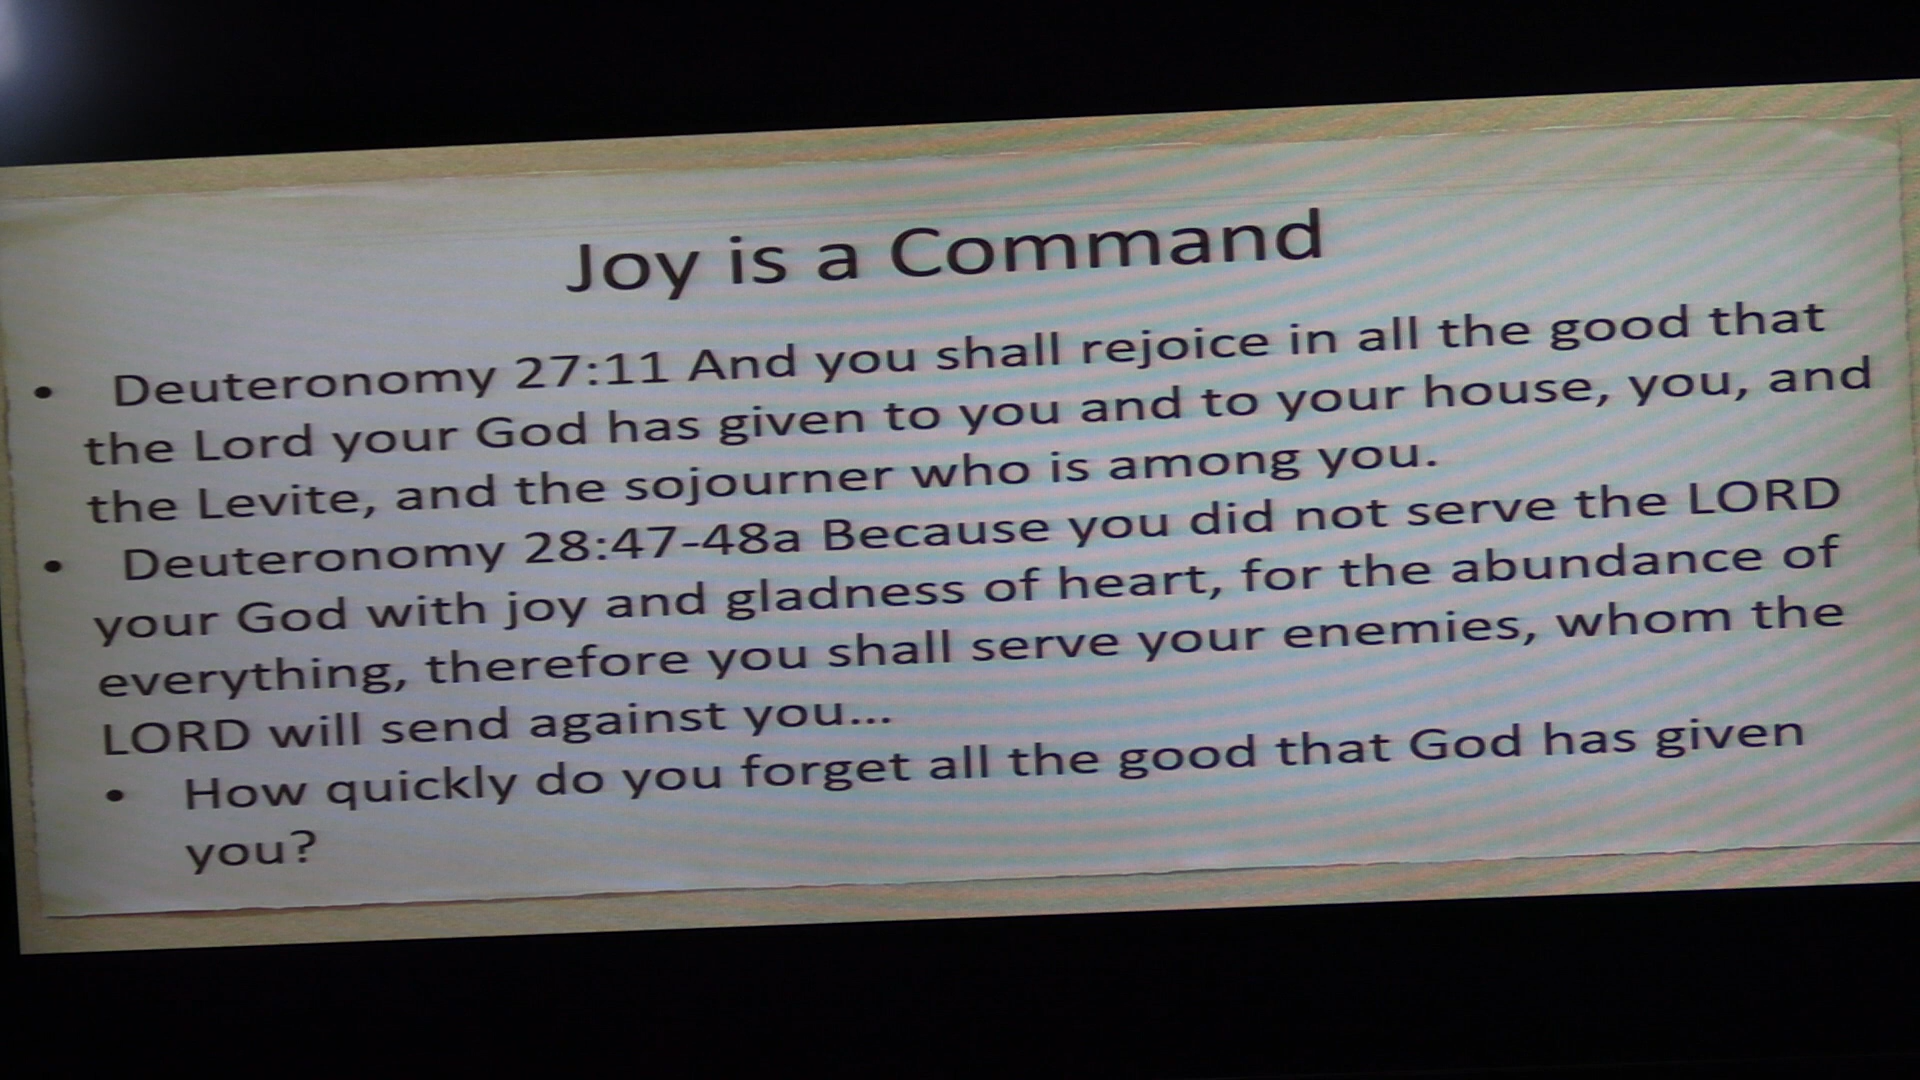 Joy is a Command
• Deuteronomy 27:11 And you shall rejoice in all the good that
the Lord your God has given to you and to your house, you, and
the Levite, and the sojourner who is among you.
• Deuteronomy 28:47-48a Because you did not serve the LORD
your God with joy and gladness of heart, for the abundance of
everything, therefore you shall serve your enemies, whom the
LORD will send against you...
• How quickly do you forget all the good that God has given
you?